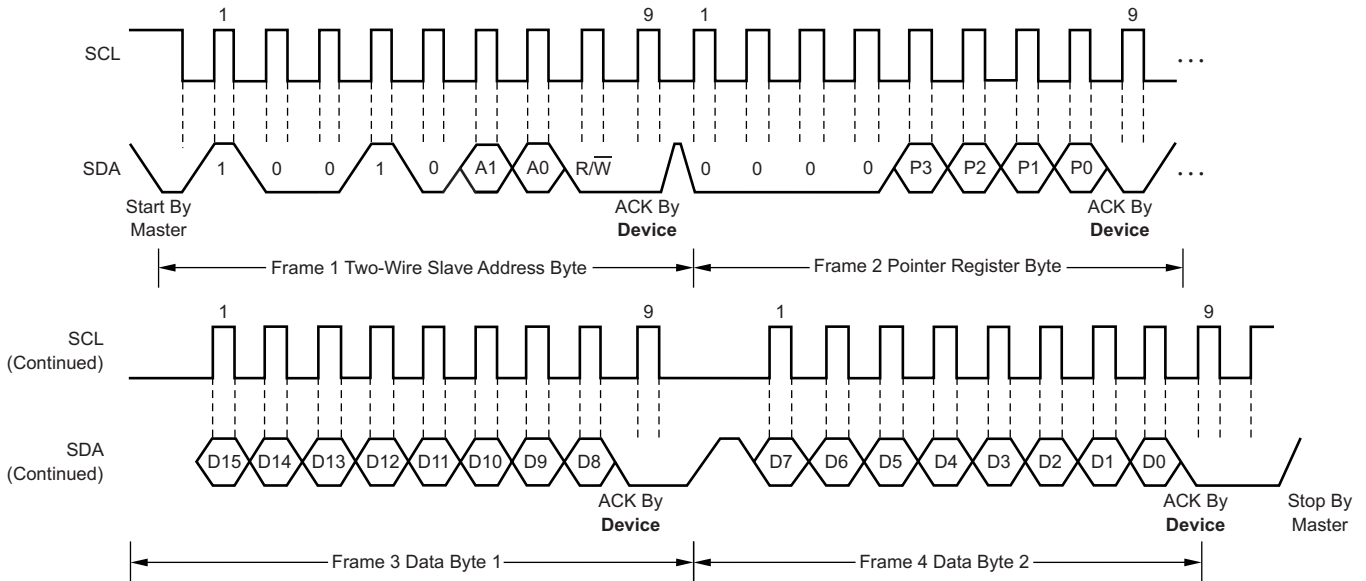 1 9 1 9
SCL ...
SDA 1 0 0 1 0 A1 A0 R/W̅ 0 0 0 0 P3 P2 P1 P0 ...
Start By Master ACK By Device ACK By Device
Frame 1 Two-Wire Slave Address Byte Frame 2 Pointer Register Byte
1 9 1 9
SCL (Continued)
SDA (Continued) D15 D14 D13 D12 D11 D10 D9 D8 D7 D6 D5 D4 D3 D2 D1 D0
ACK By Device ACK By Device Stop By Master
Frame 3 Data Byte 1 Frame 4 Data Byte 2